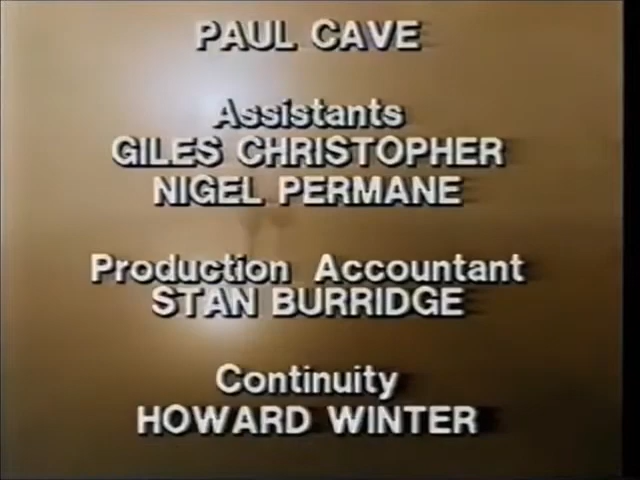 PAUL CAVE
Assistants
GILES CHRISTOPHER
NIGEL PERMANE
Production Accountant
STAN BURRIDGE
Continuity
HOWARD WINTER